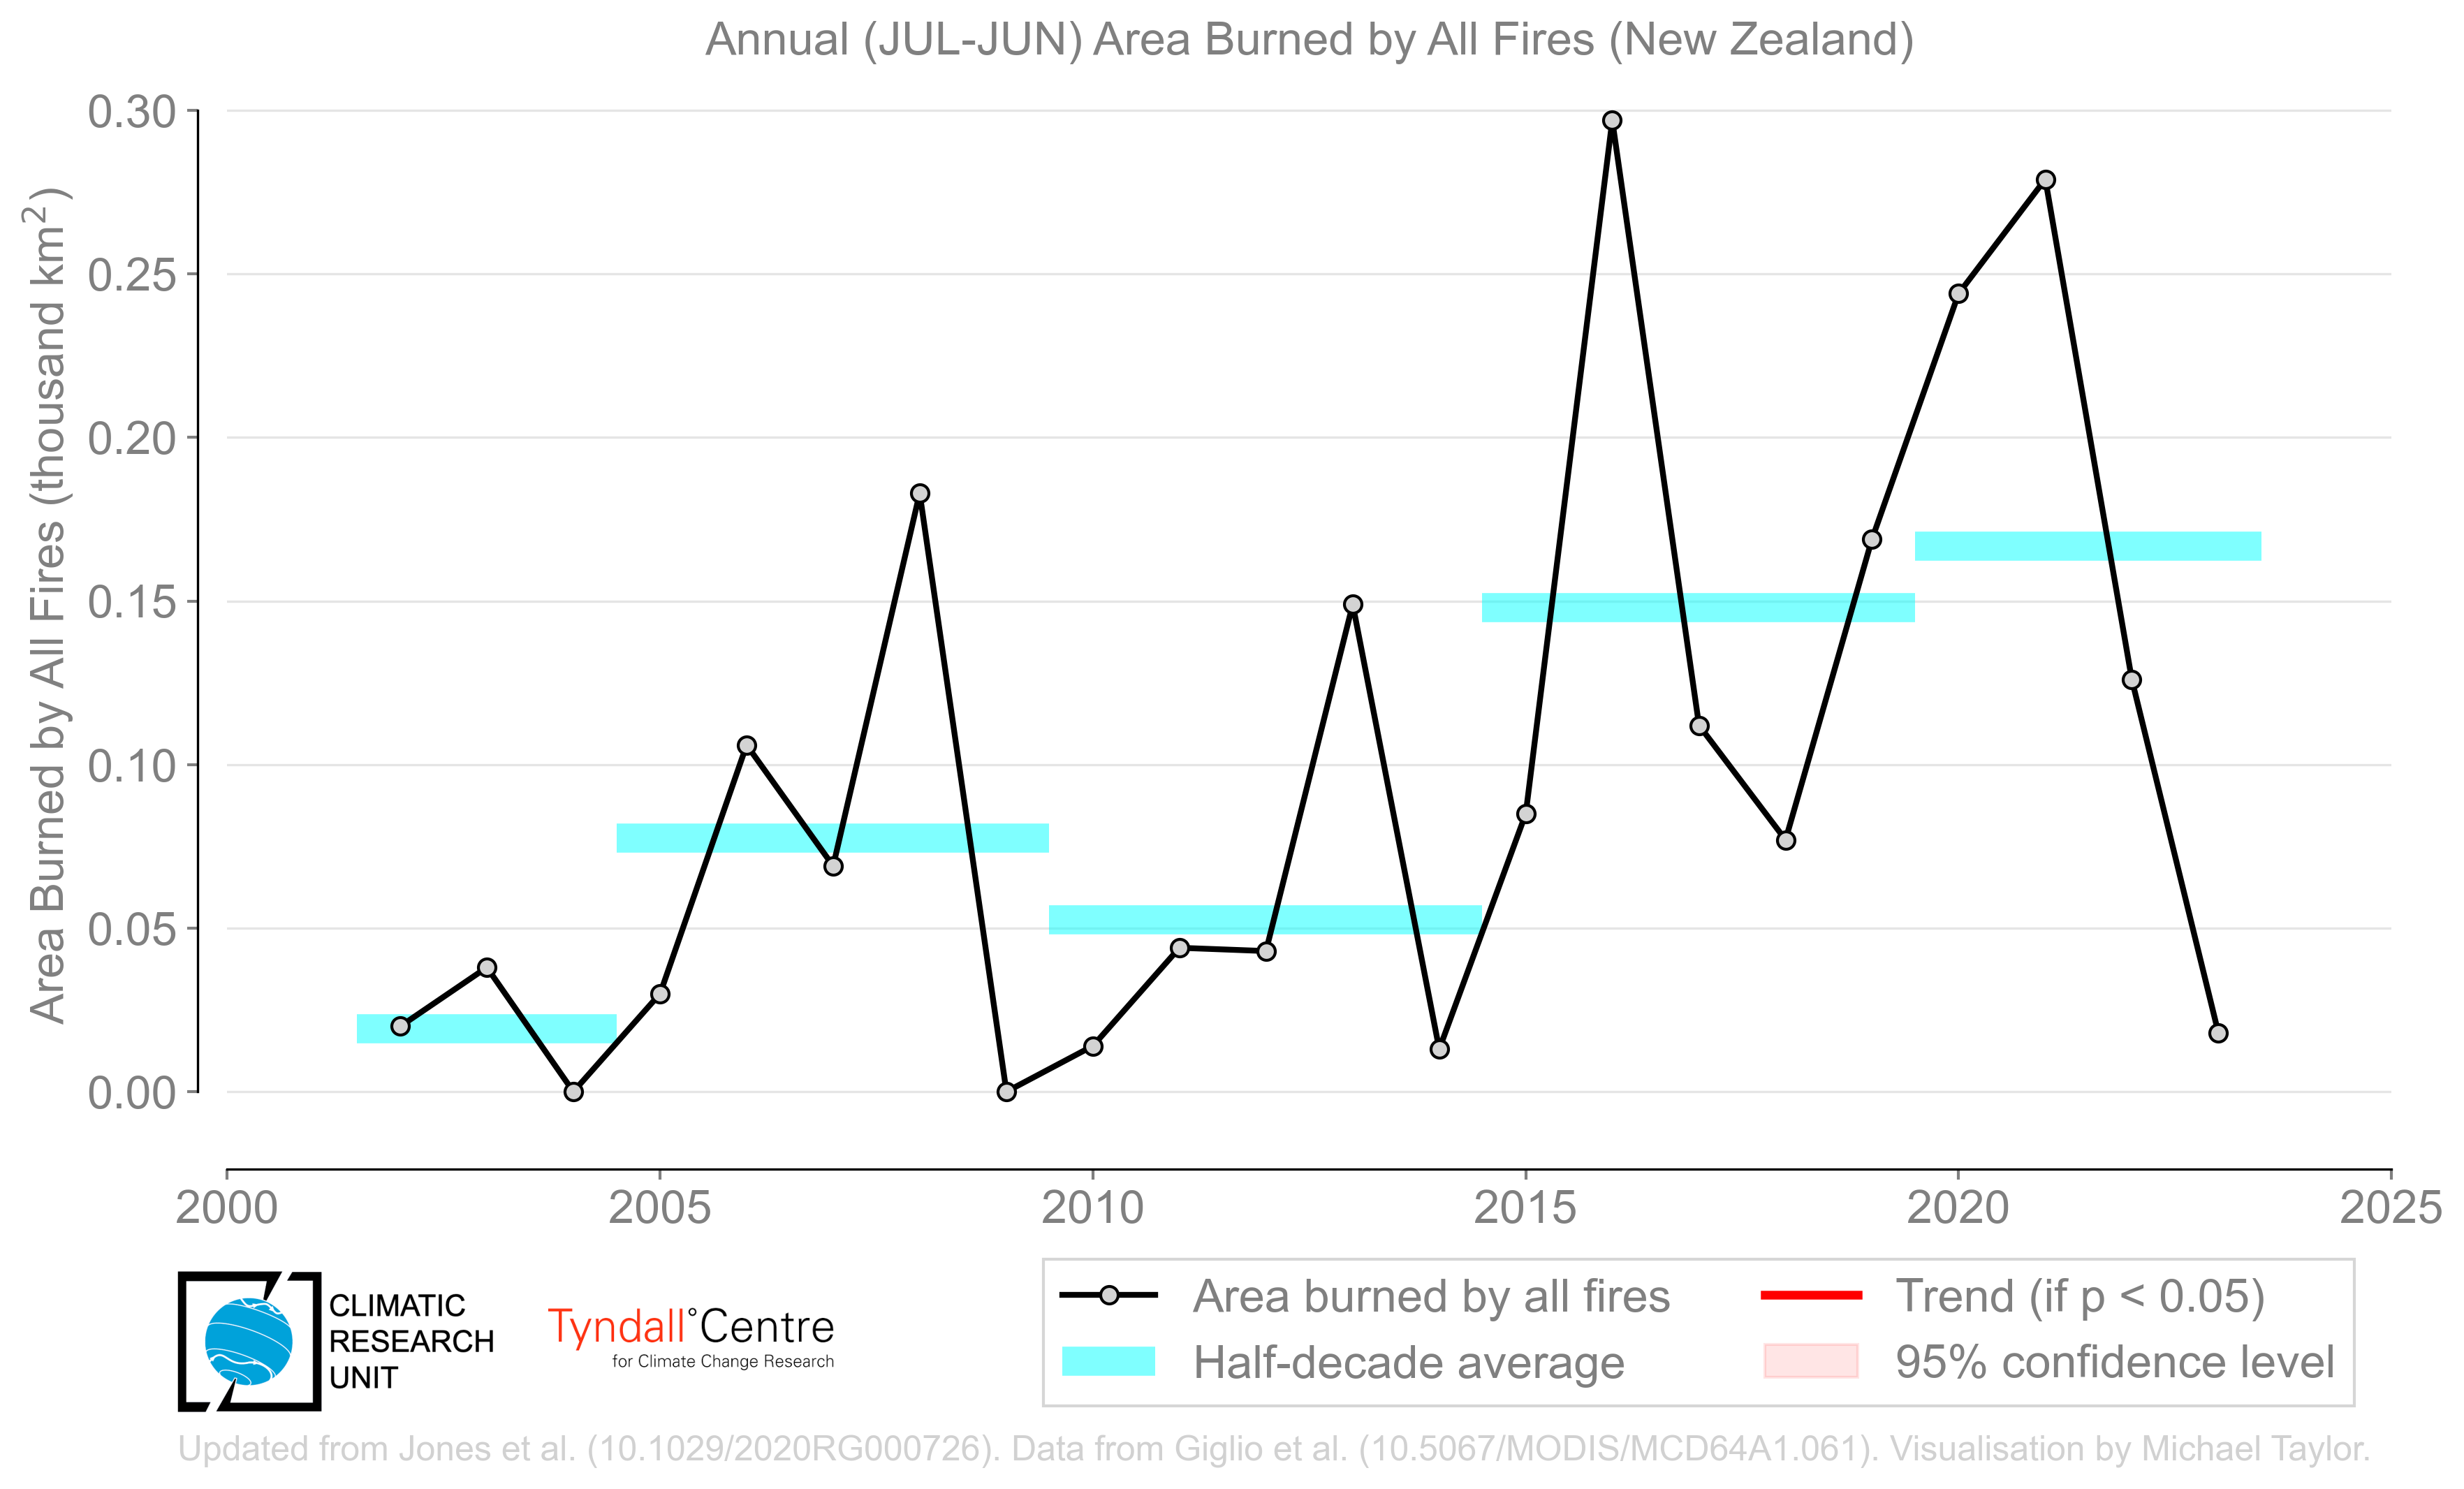 Annual (JUL-JUN) Area Burned by All Fires (New Zealand)
Area Burned by All Fires (thousand km²)
0.30
0.25
0.20
0.15
0.10
0.05
0.00
2000 2005 2010 2015 2020 2025
CLIMATIC
RESEARCH
UNIT
Tyndall°Centre
for Climate Change Research
Area burned by all fires
Half-decade average
Trend (if p < 0.05)
95% confidence level
Updated from Jones et al. (10.1029/2020RG000726). Data from Giglio et al. (10.5067/MODIS/MCD64A1.061). Visualisation by Michael Taylor.